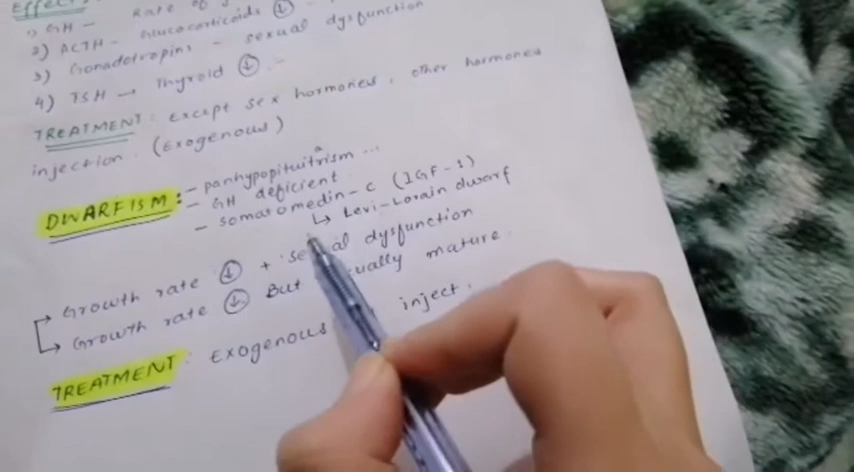 Effect
1) GH - Rate of
2) ACTH - Glucocorticoids ↓
3) Gonadotropins - sexual dysfunction
4) TSH → Thyroid ↓ -
TREATMENT : Except sex hormones, other hormones
injection. (Exogenous)
DWARFISM : - panhypopituitarism ...
- GH deficient
- somatomedin-c (IGF-1)
↳ Levi-Lorain dwarf
→ Growth rate ↓ + sexual dysfunction
→ Growth rate ↓ But mature.
TREATMENT : Exogenous inject.